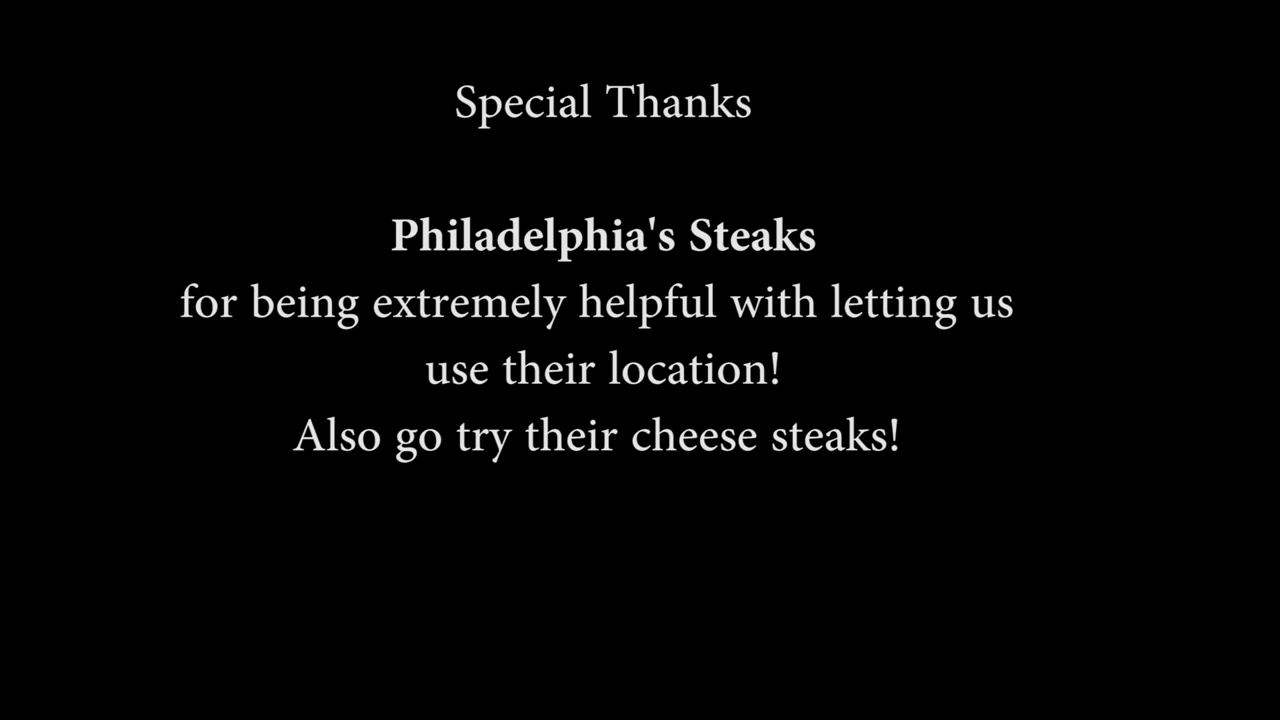 Special Thanks
Philadelphia's Steaks
for being extremely helpful with letting us
use their location!
Also go try their cheese steaks!